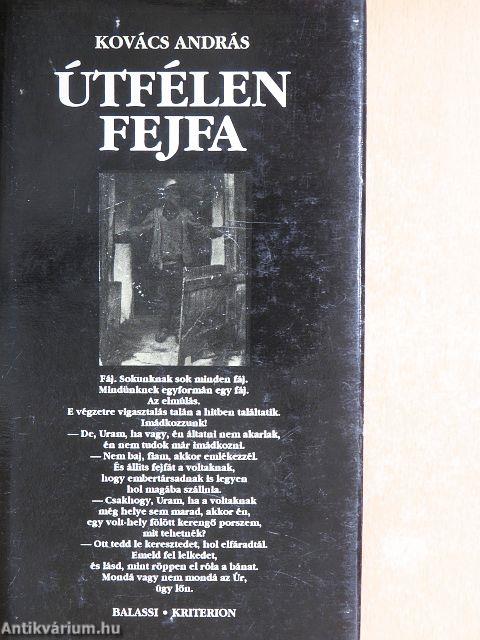 KOVÁCS ANDRÁS
ÚTFÉLEN
FEJFA
Fáj. Sokunknak sok minden fáj.
Mindünknek egyformán egy fáj.
Az elmúlás.
E végzetre vigasztalás talán a hitben találtatik.
Imádkozzunk!
— De, Uram, ha vagy, én áltatni nem akarlak,
én nem tudok már imádkozni.
— Nem baj, fiam, akkor emlékezzél.
És állíts fejfát a voltaknak,
hogy embertársadnak is legyen
hol magába szállnia.
— Csakhogy, Uram, ha a voltaknak
még helye sem marad, akkor én,
egy volt-hely fölött kerengő porszem,
mit tehetnék?
— Ott tedd le keresztedet, hol elfáradtál.
Emeld fel lelkedet,
és lásd, mint röppen el róla a bánat.
Mondá vagy nem mondá az Úr,
úgy lőn.
BALASSI • KRITERION
Antikvárium.hu